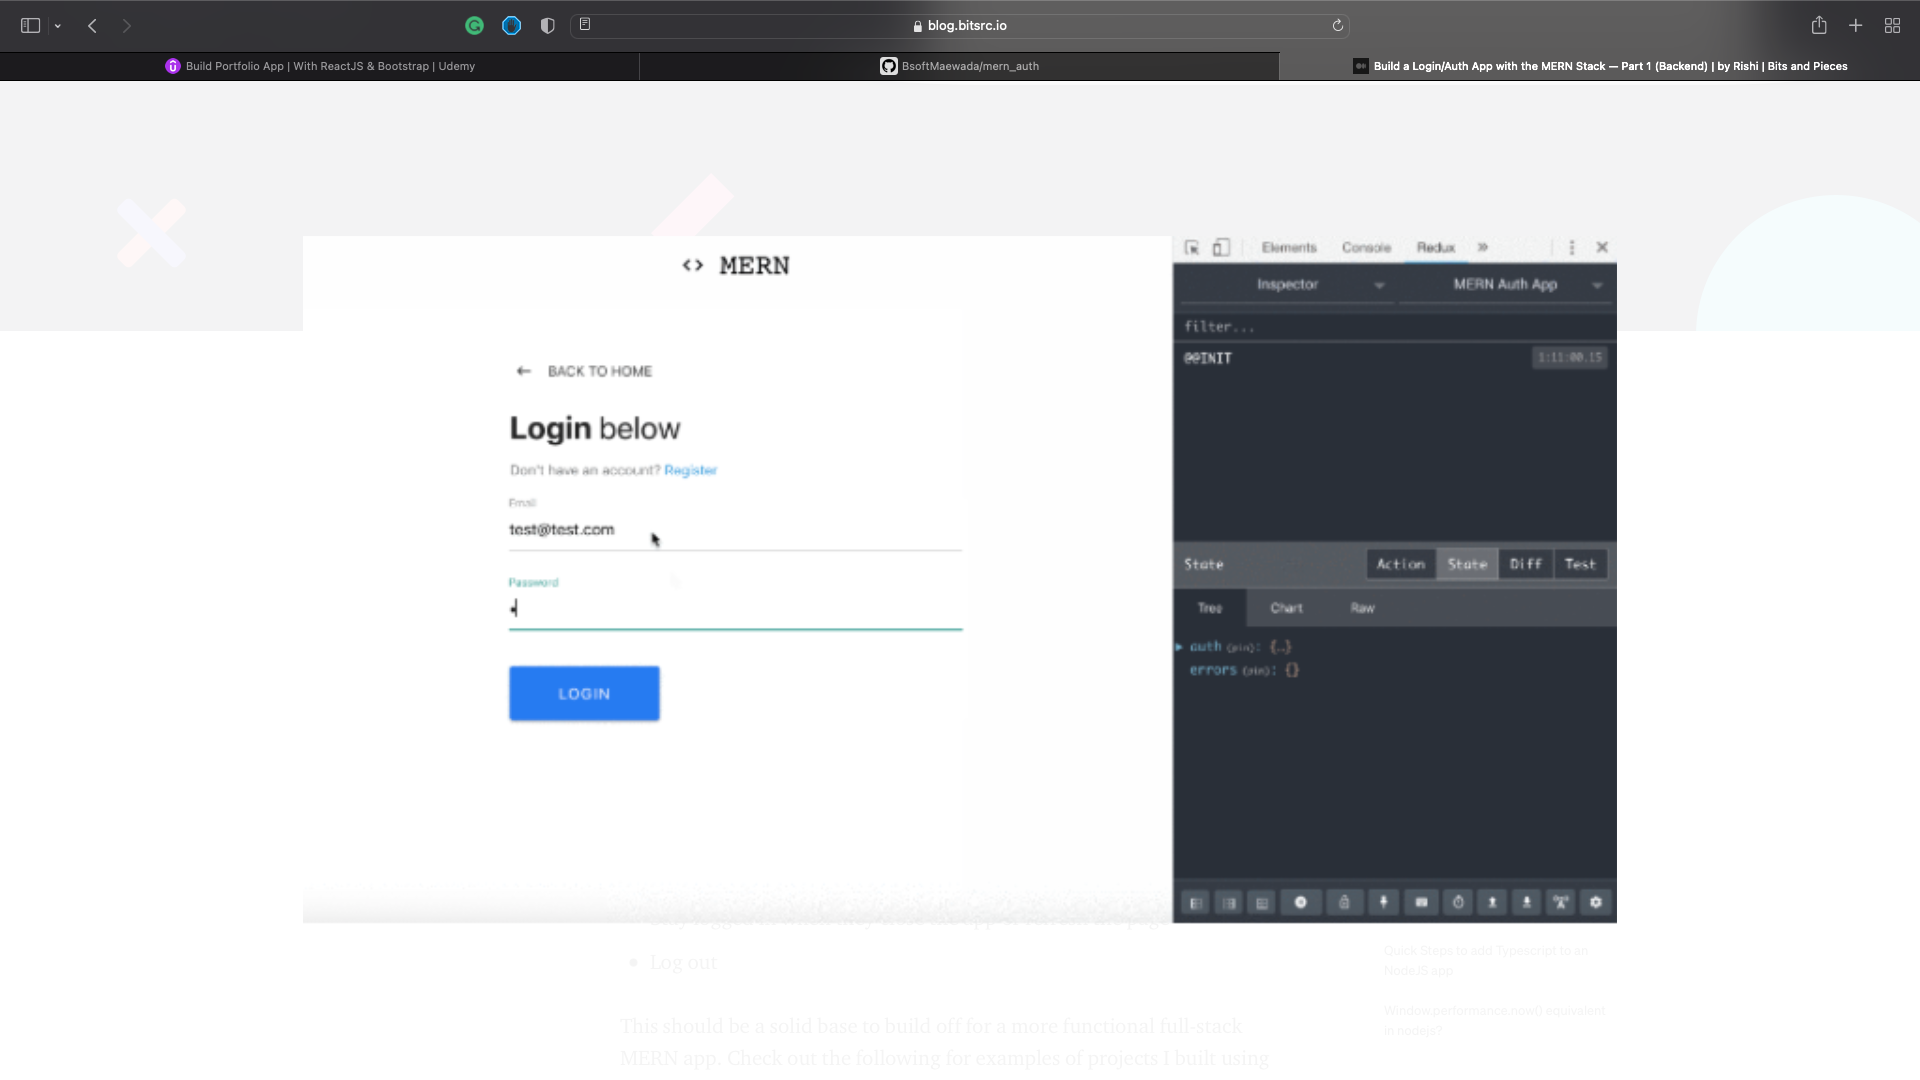 blog.bitsrc.io
Build Portfolio App | With ReactJS & Bootstrap | Udemy
BsoftMaewada/mern_auth
Build a Login/Auth App with the MERN Stack — Part 1 (Backend) | by Rishi | Bits and Pieces
<> MERN
← BACK TO HOME
Login below
Don't have an account? Register
Email
test@test.com
Password
LOGIN
Elements Console Redux »
Inspector MERN Auth App
filter...
@@INIT 1:11:00.15
State Action State Diff Test
Tree Chart Raw
auth (pin): {…}
errors (pin): {}
Log out
This should be a solid base to build off for a more functional full-stack
MERN app. Check out the following for examples of projects I built using
Quick Steps to add Typescript to an
NodeJS app
Window.performance.now() equivalent
in nodejs?